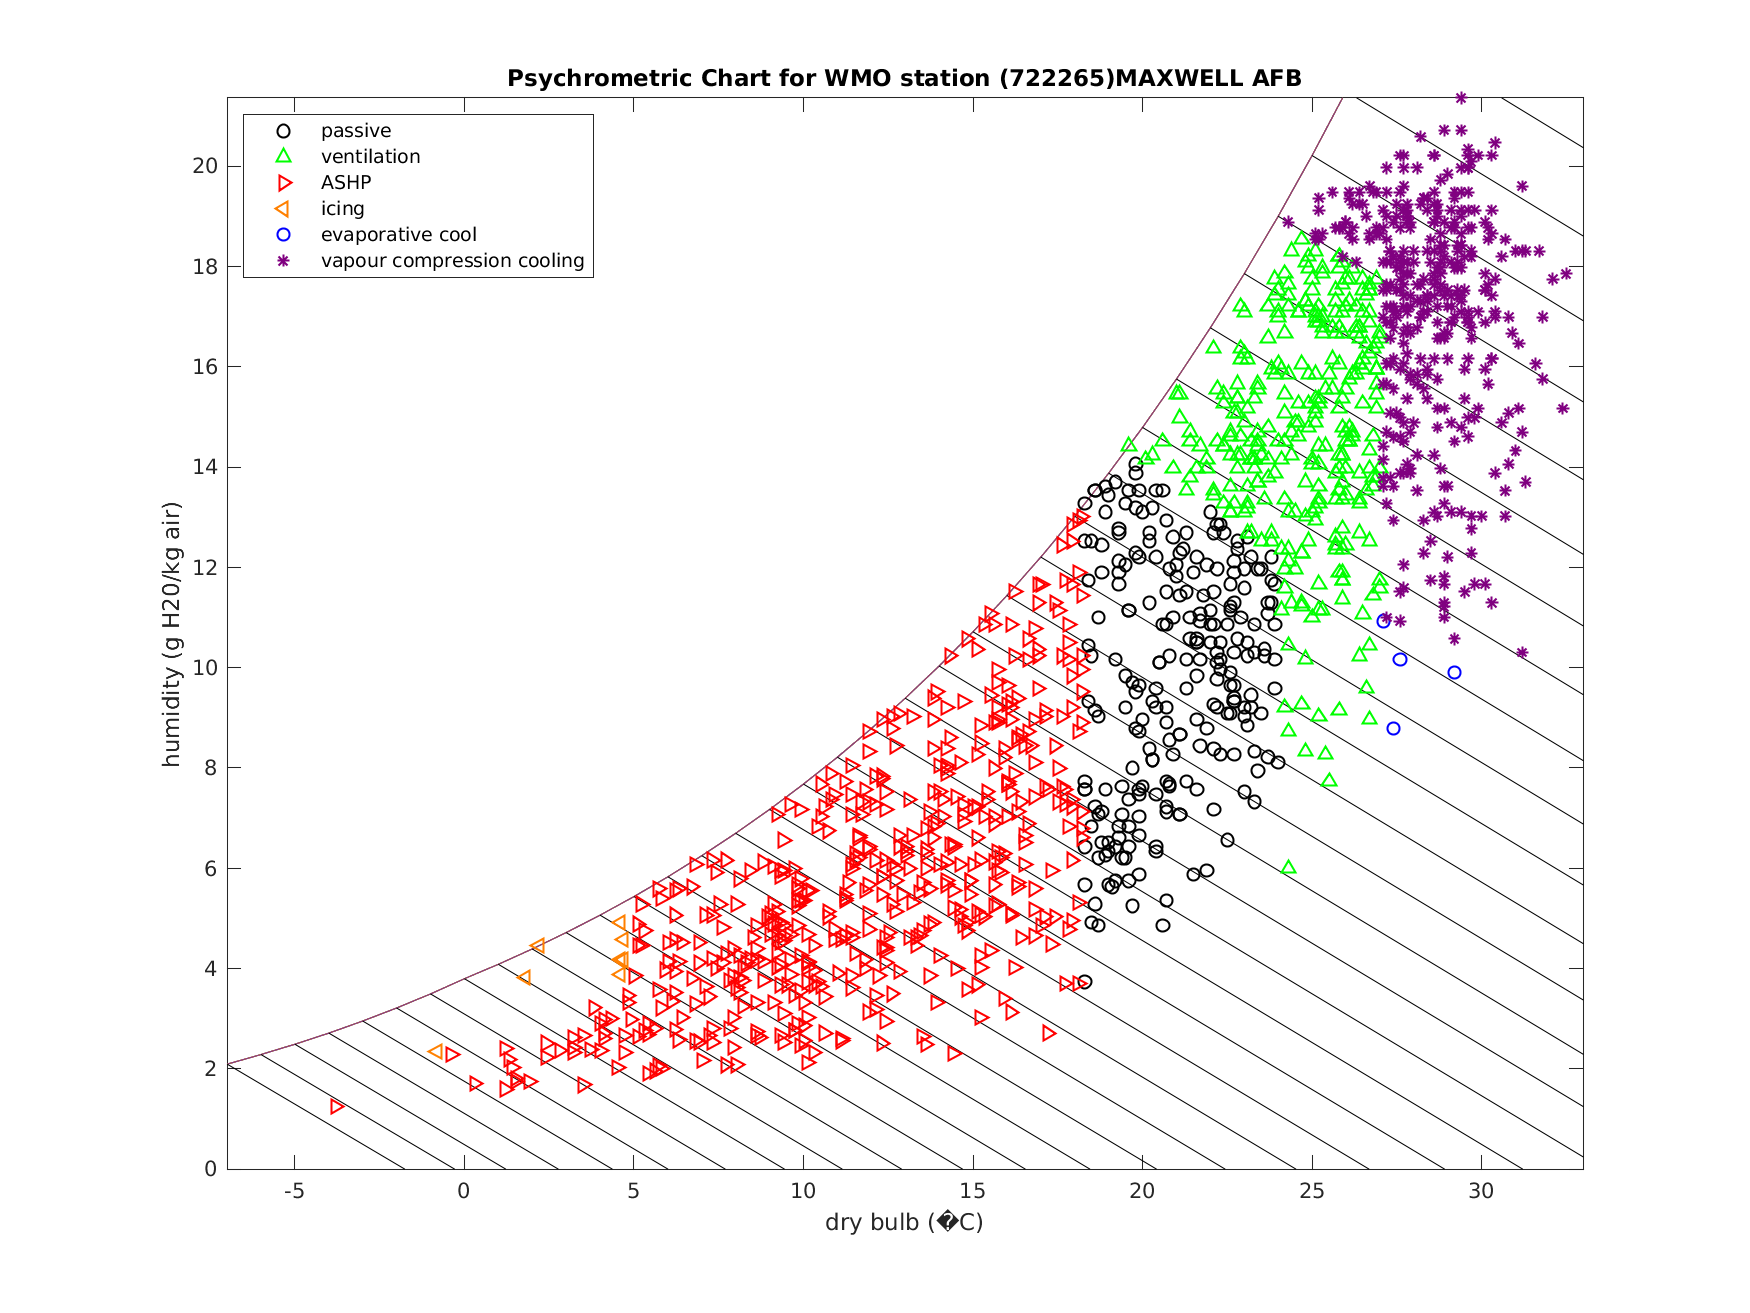 Psychrometric Chart for WMO station (722265)MAXWELL AFB
passive
ventilation
ASHP
icing
evaporative cool
vapour compression cooling
humidity (g H20/kg air)
20
18
16
14
12
10
8
6
4
2
0
-5 0 5 10 15 20 25 30
dry bulb (�C)